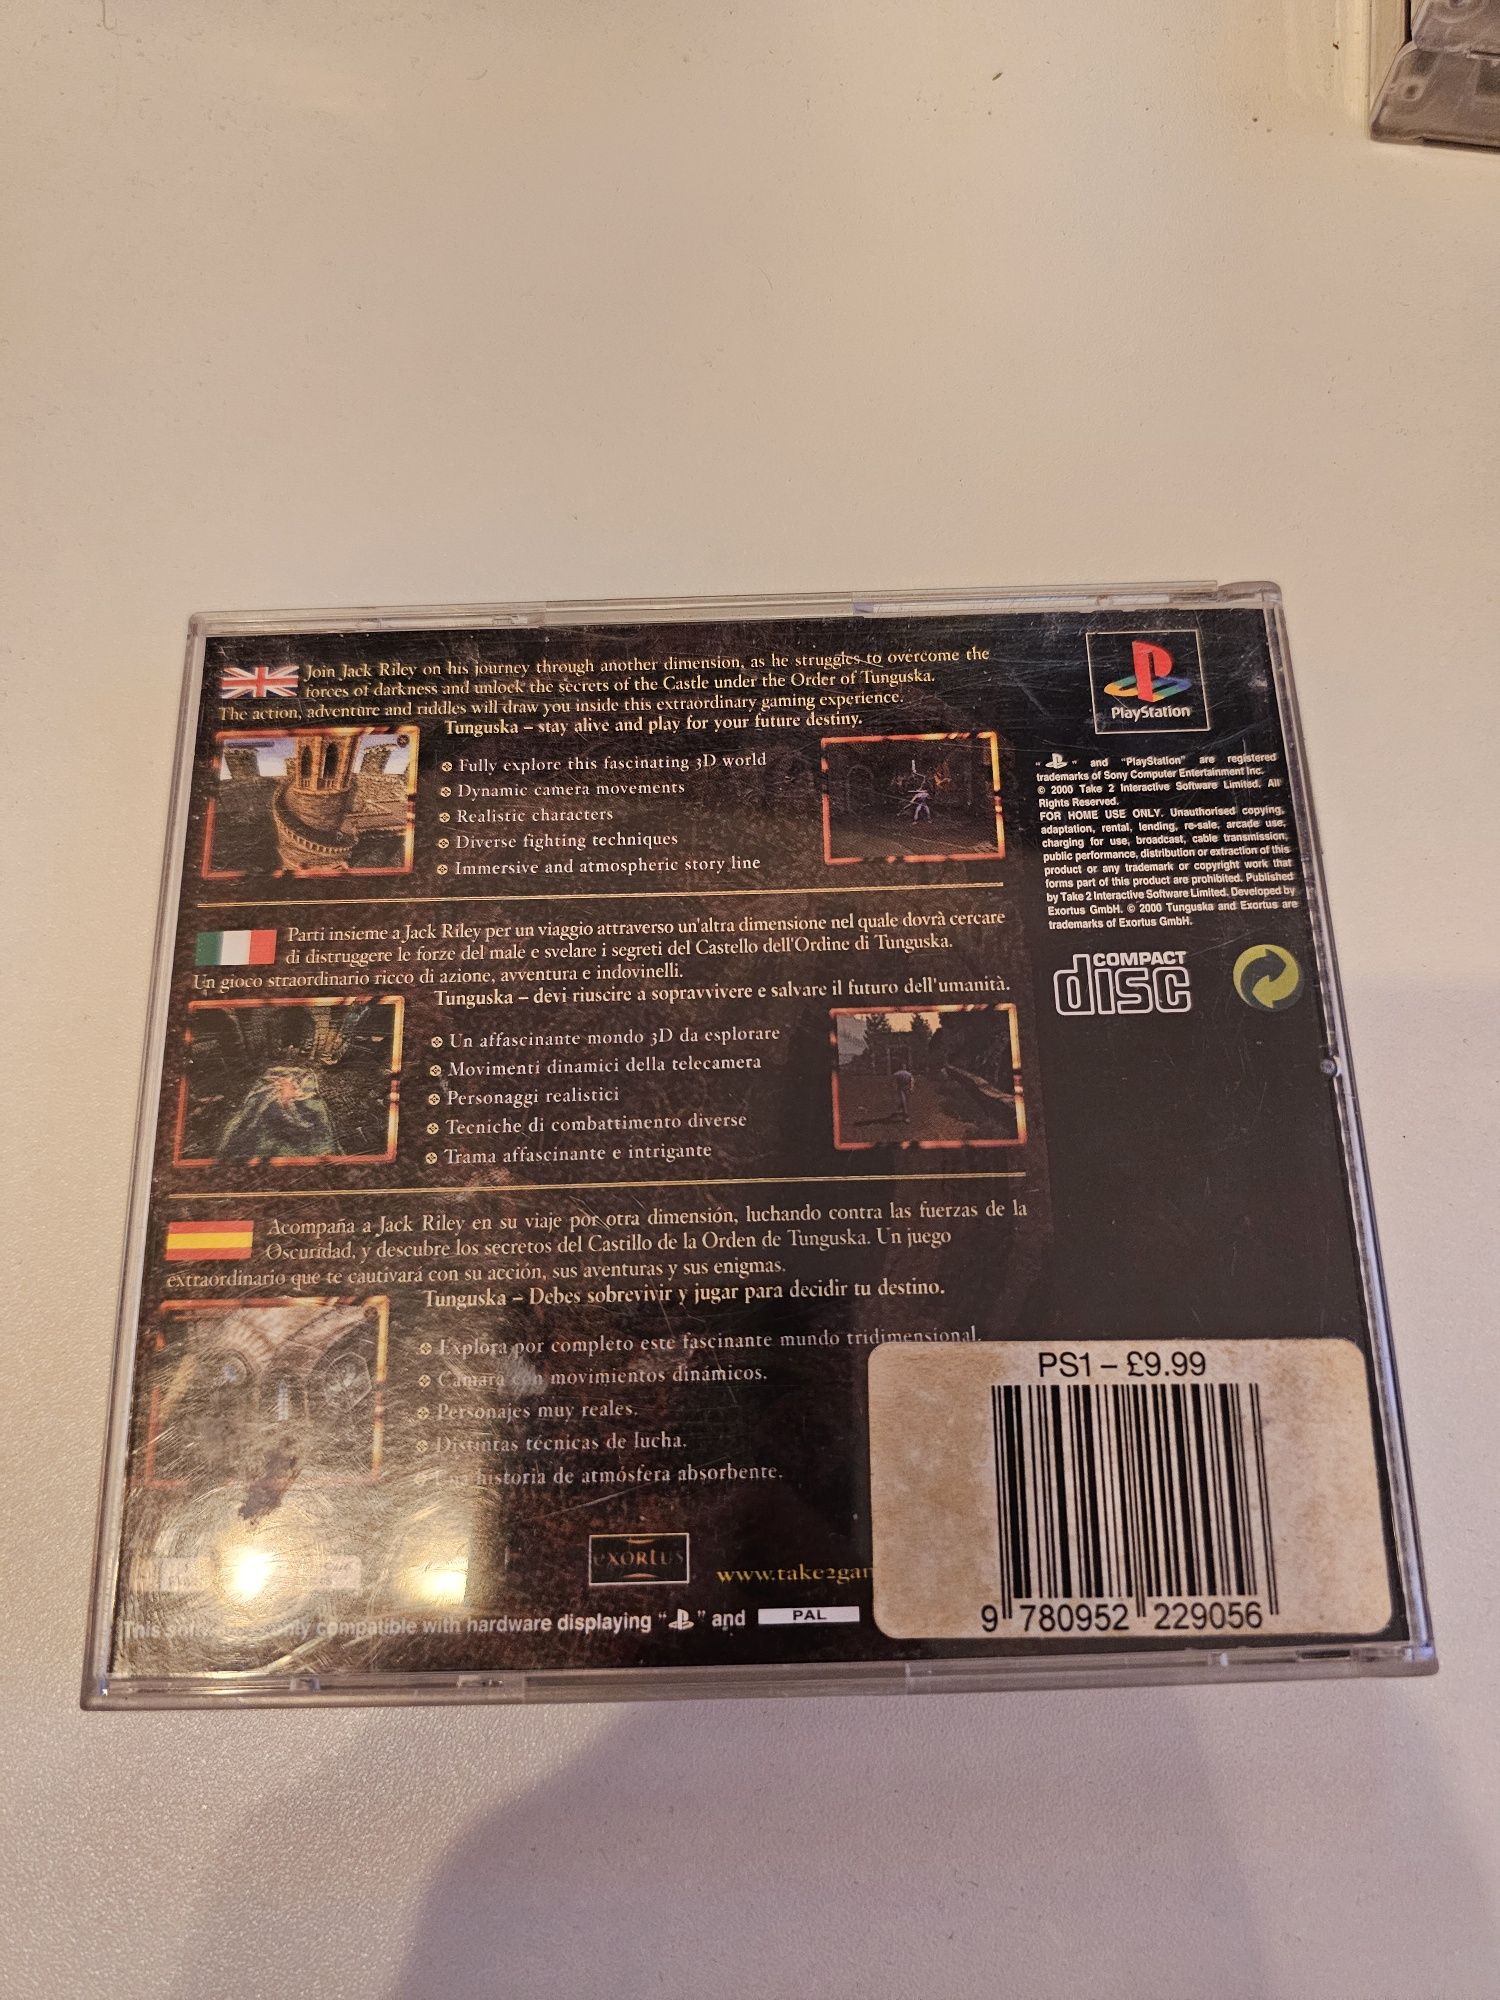 Join Jack Riley on his journey through another dimension, as he struggles to overcome the
forces of darkness and unlock the secrets of the Castle under the Order of Tunguska.
The action, adventure and riddles will draw you inside this extraordinary gaming experience.
Tunguska – stay alive and play for your future destiny.
Fully explore this fascinating 3D world
Dynamic camera movements
Realistic characters
Diverse fighting techniques
Immersive and atmospheric story line
Parti insieme a Jack Riley per un viaggio attraverso un'altra dimensione nel quale dovrà cercare
di distruggere le forze del male e svelare i segreti del Castello dell'Ordine di Tunguska.
Un gioco straordinario ricco di azione, avventura e indovinelli.
Tunguska – devi riuscire a sopravvivere e salvare il futuro dell'umanità.
Un affascinante mondo 3D da esplorare
Movimenti dinamici della telecamera
Personaggi realistici
Tecniche di combattimento diverse
Trama affascinante e intrigante
Acompaña a Jack Riley en su viaje por otra dimensión, luchando contra las fuerzas de la
Oscuridad, y descubre los secretos del Castillo de la Orden de Tunguska. Un juego
extraordinario que te cautivará con su acción, sus aventuras y sus enigmas.
Tunguska – Debes sobrevivir y jugar para decidir tu destino.
Explora por completo este fascinante mundo tridimensional.
Cámara con movimientos dinámicos.
Personajes muy reales.
Distintas técnicas de lucha.
Una historia de atmósfera absorbente.
exortus
www.take2gam
This software is only compatible with hardware displaying " " and PAL
PlayStation
" " and "PlayStation" are registered
trademarks of Sony Computer Entertainment Inc.
© 2000 Take 2 Interactive Software Limited. All
Rights Reserved.
FOR HOME USE ONLY. Unauthorised copying,
adaptation, rental, lending, re-sale, arcade use,
charging for use, broadcast, cable transmission,
public performance, distribution or extraction of this
product or any trademark or copyright work that
forms part of this product are prohibited. Published
by Take 2 Interactive Software Limited. Developed by
Exortus GmbH. © 2000 Tunguska and Exortus are
trademarks of Exortus GmbH.
COMPACT
disc
PS1 – £9.99
9 780952 229056